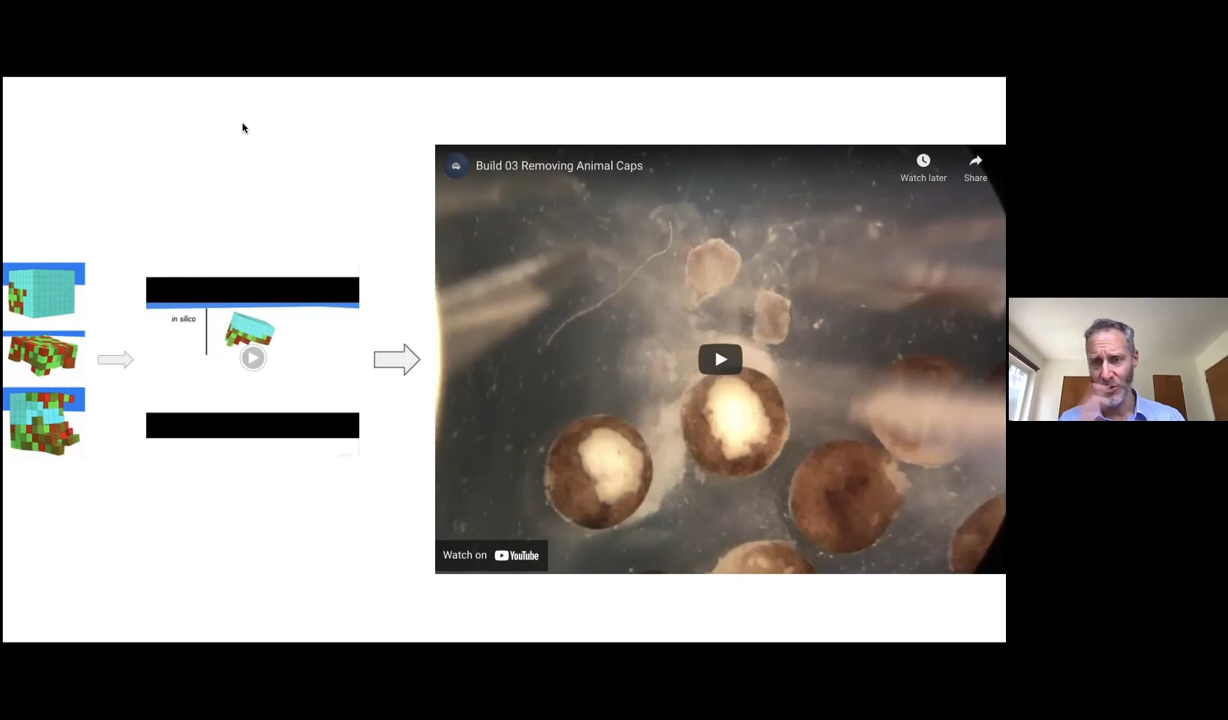 Build 03 Removing Animal Caps
Watch later
Share
in silico
Watch on YouTube